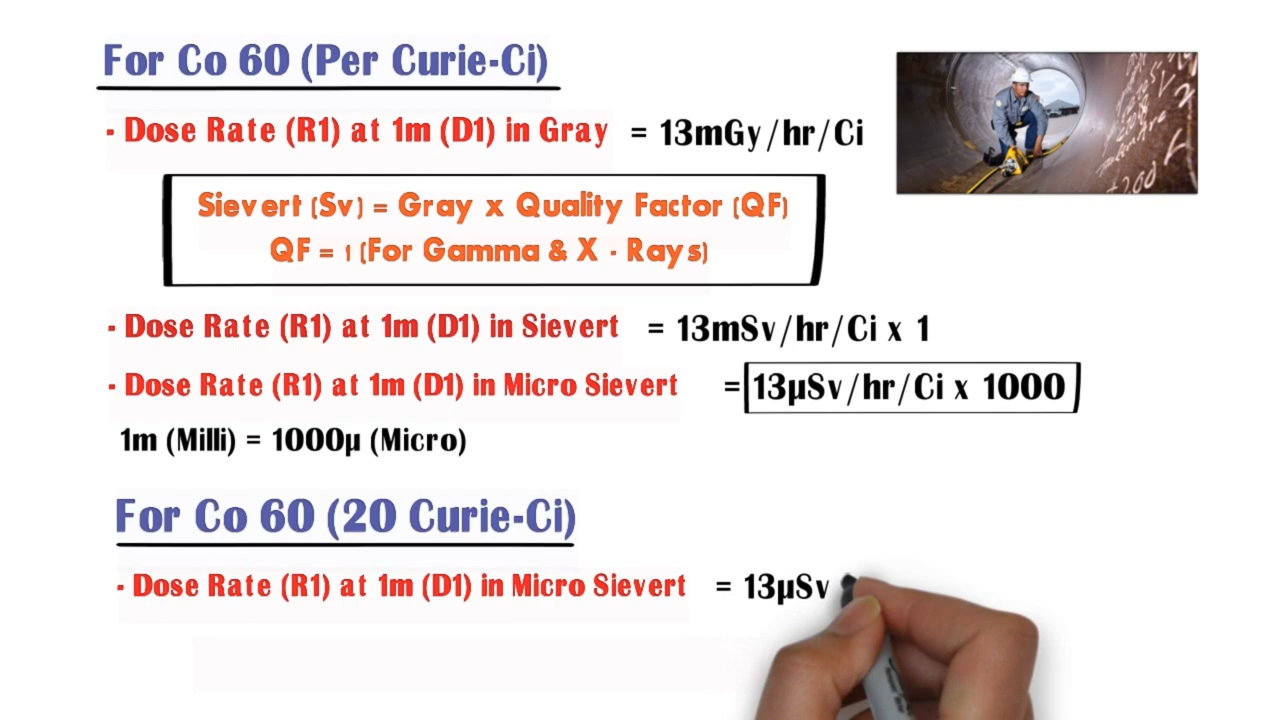 For Co 60 (Per Curie-Ci)
- Dose Rate (R1) at 1m (D1) in Gray = 13mGy/hr/Ci
Sievert (Sv) = Gray x Quality Factor (QF)
QF = 1 (For Gamma & X - Rays)
- Dose Rate (R1) at 1m (D1) in Sievert = 13mSv/hr/Ci x 1
- Dose Rate (R1) at 1m (D1) in Micro Sievert = 13µSv/hr/Ci x 1000
1m (Milli) = 1000µ (Micro)
For Co 60 (20 Curie-Ci)
- Dose Rate (R1) at 1m (D1) in Micro Sievert = 13µSv